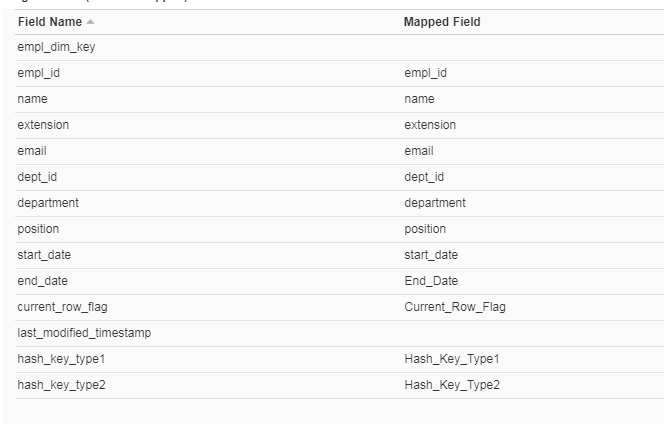 Field Name Mapped Field
empl_dim_key
empl_id empl_id
name name
extension extension
email email
dept_id dept_id
department department
position position
start_date start_date
end_date End_Date
current_row_flag Current_Row_Flag
last_modified_timestamp
hash_key_type1 Hash_Key_Type1
hash_key_type2 Hash_Key_Type2